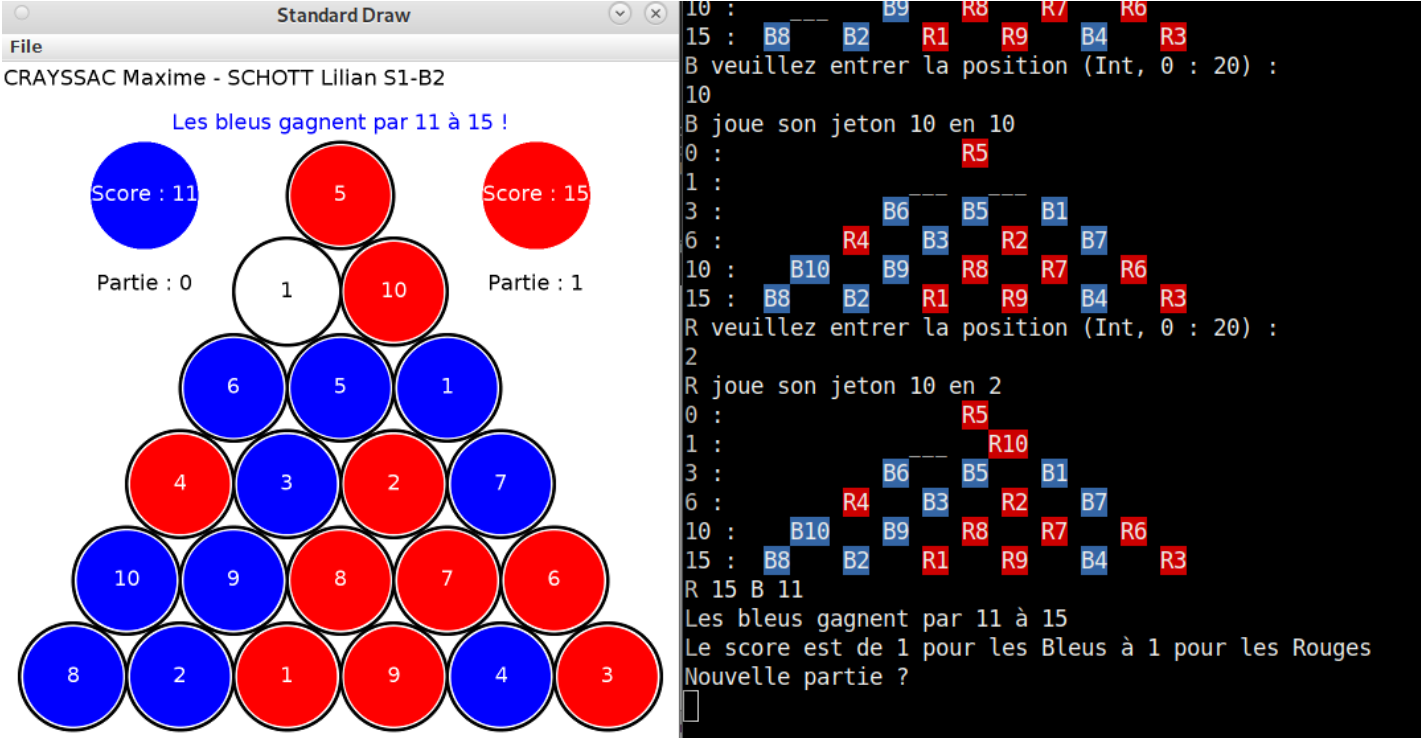 Standard Draw
File
CRAYSSAC Maxime - SCHOTT Lilian S1-B2
Les bleus gagnent par 11 à 15 !
Score : 11
5
Score : 15
Partie : 0
1
10
Partie : 1
6 5 1
4 3 2 7
10 9 8 7 6
8 2 1 9 4 3
10 : ___ B9 R8 R7 R6
15 : B8 B2 R1 R9 B4 R3
B veuillez entrer la position (Int, 0 : 20) :
10
B joue son jeton 10 en 10
0 : R5
1 : ___ ___
3 : B6 B5 B1
6 : R4 B3 R2 B7
10 : B10 B9 R8 R7 R6
15 : B8 B2 R1 R9 B4 R3
R veuillez entrer la position (Int, 0 : 20) :
2
R joue son jeton 10 en 2
0 : R5
1 : ___ R10
3 : B6 B5 B1
6 : R4 B3 R2 B7
10 : B10 B9 R8 R7 R6
15 : B8 B2 R1 R9 B4 R3
R 15 B 11
Les bleus gagnent par 11 à 15
Le score est de 1 pour les Bleus à 1 pour les Rouges
Nouvelle partie ?